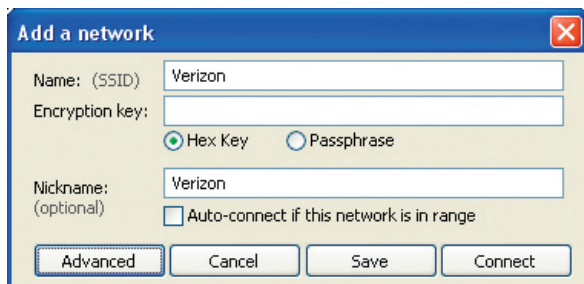 Add a network
Name: (SSID) Verizon
Encryption key:
Hex Key Passphrase
Nickname: Verizon
(optional)
Auto-connect if this network is in range
Advanced Cancel Save Connect